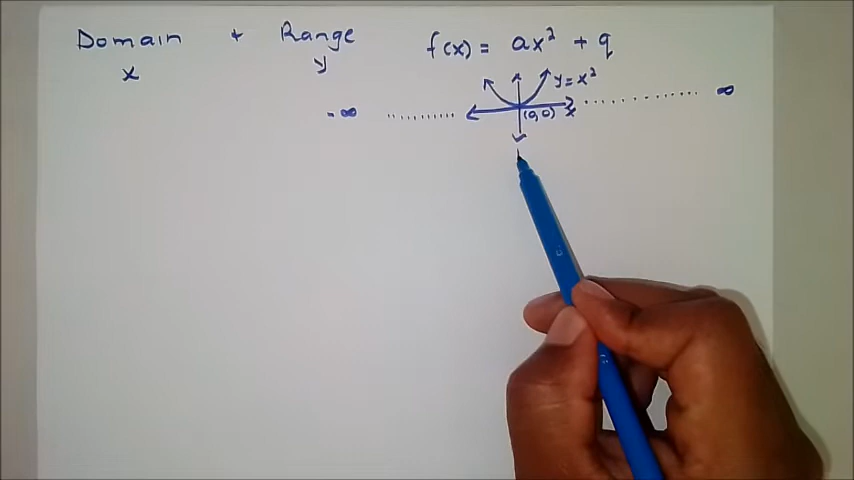 Domain + Range f(x) = ax² + q
x y
y = x²
- ∞ ........... (0,0) x ........... ∞